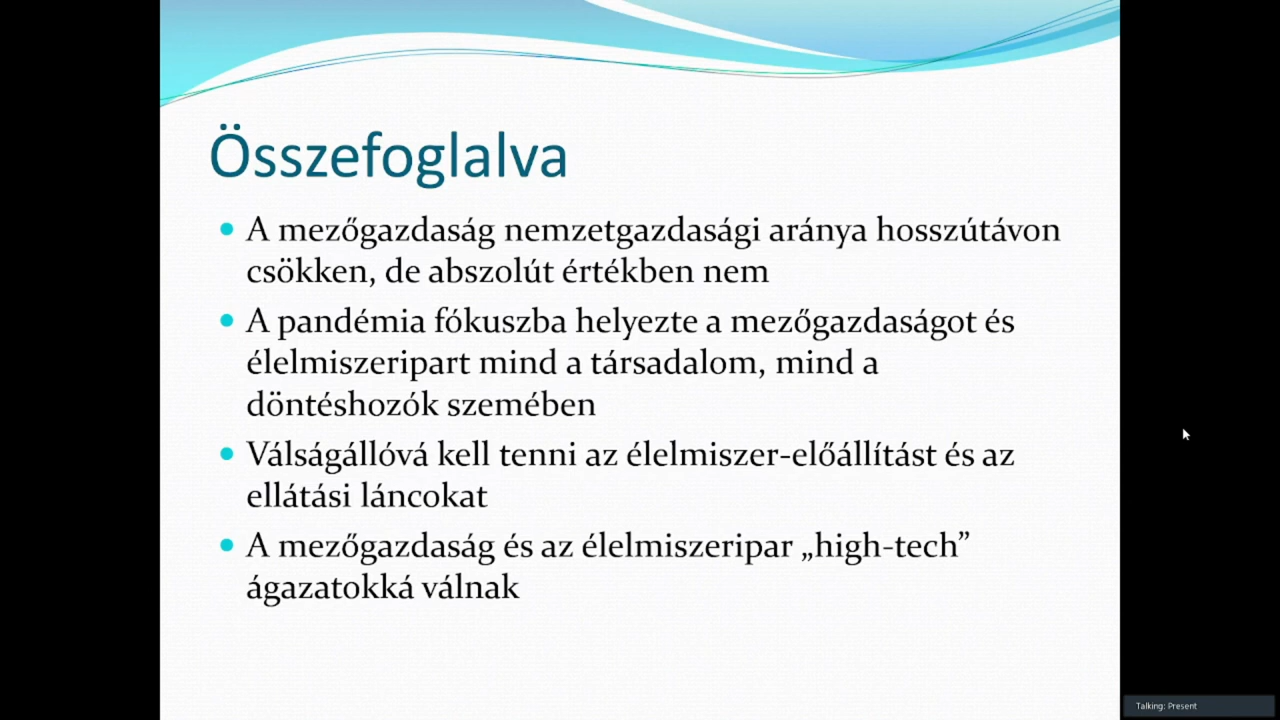 Összefoglalva
• A mezőgazdaság nemzetgazdasági aránya hosszútávon
csökken, de abszolút értékben nem
• A pandémia fókuszba helyezte a mezőgazdaságot és
élelmiszeripart mind a társadalom, mind a
döntéshozók szemében
• Válságállóvá kell tenni az élelmiszer-előállítást és az
ellátási láncokat
• A mezőgazdaság és az élelmiszeripar „high-tech”
ágazatokká válnak
Talking: Present